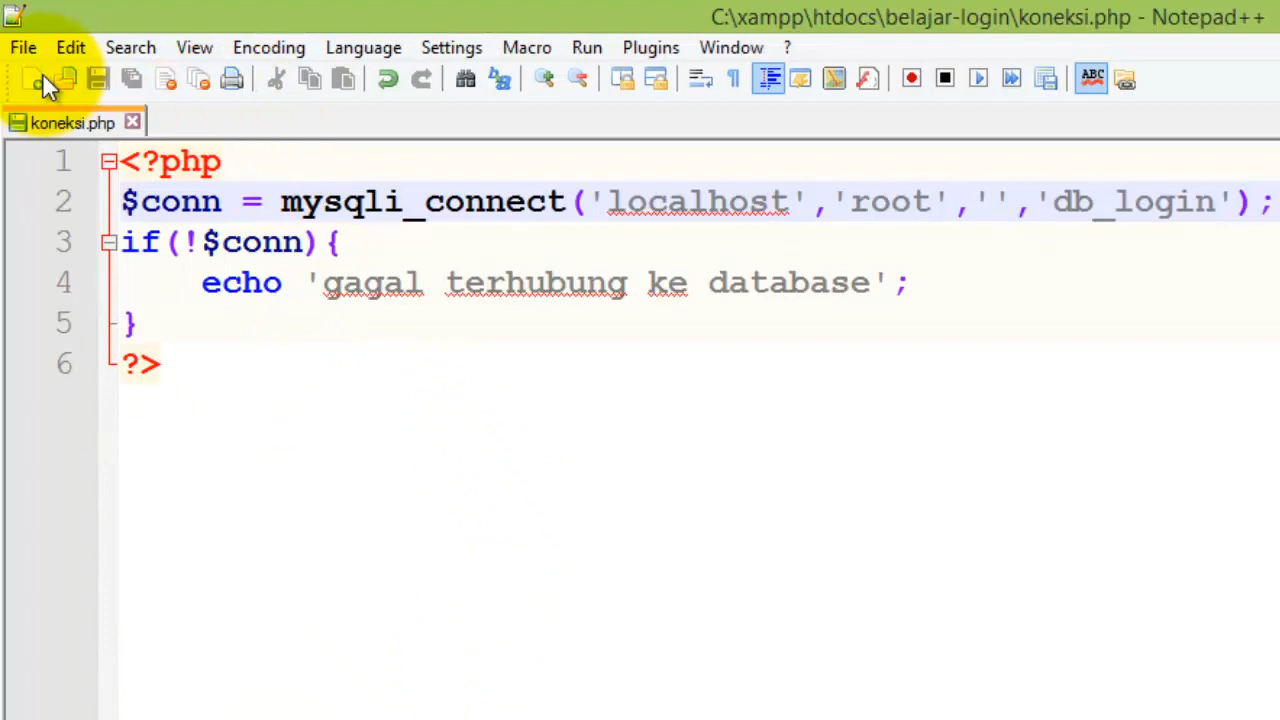 C:\xampp\htdocs\belajar-login\koneksi.php - Notepad++
File Edit Search View Encoding Language Settings Macro Run Plugins Window ?
ABC
koneksi.php
1 <?php
2 $conn = mysqli_connect('localhost','root','','db_login');
3 if(!$conn){
4 echo 'gagal terhubung ke database';
5 }
6 ?>